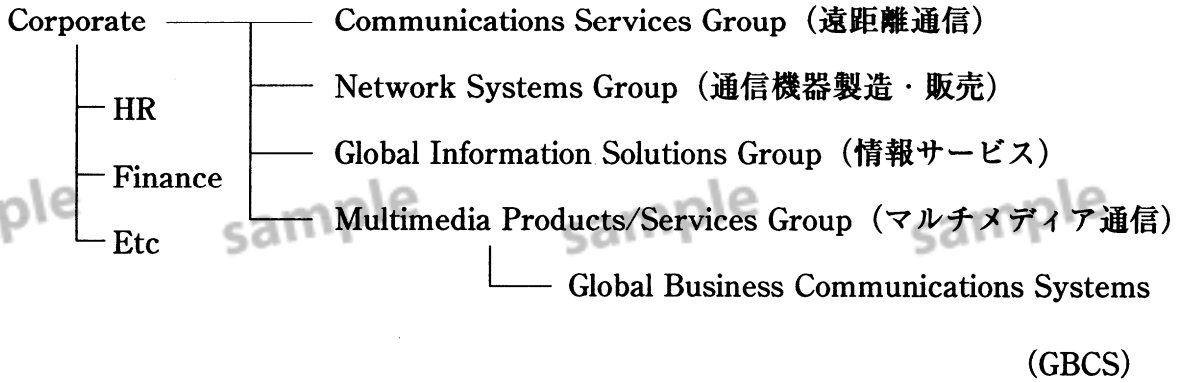 Corporate
Communications Services Group（遠距離通信）
Network Systems Group（通信機器製造・販売）
HR
Global Information Solutions Group（情報サービス）
Finance
Multimedia Products/Services Group（マルチメディア通信）
Etc
Global Business Communications Systems
(GBCS)
ple sample sample sample